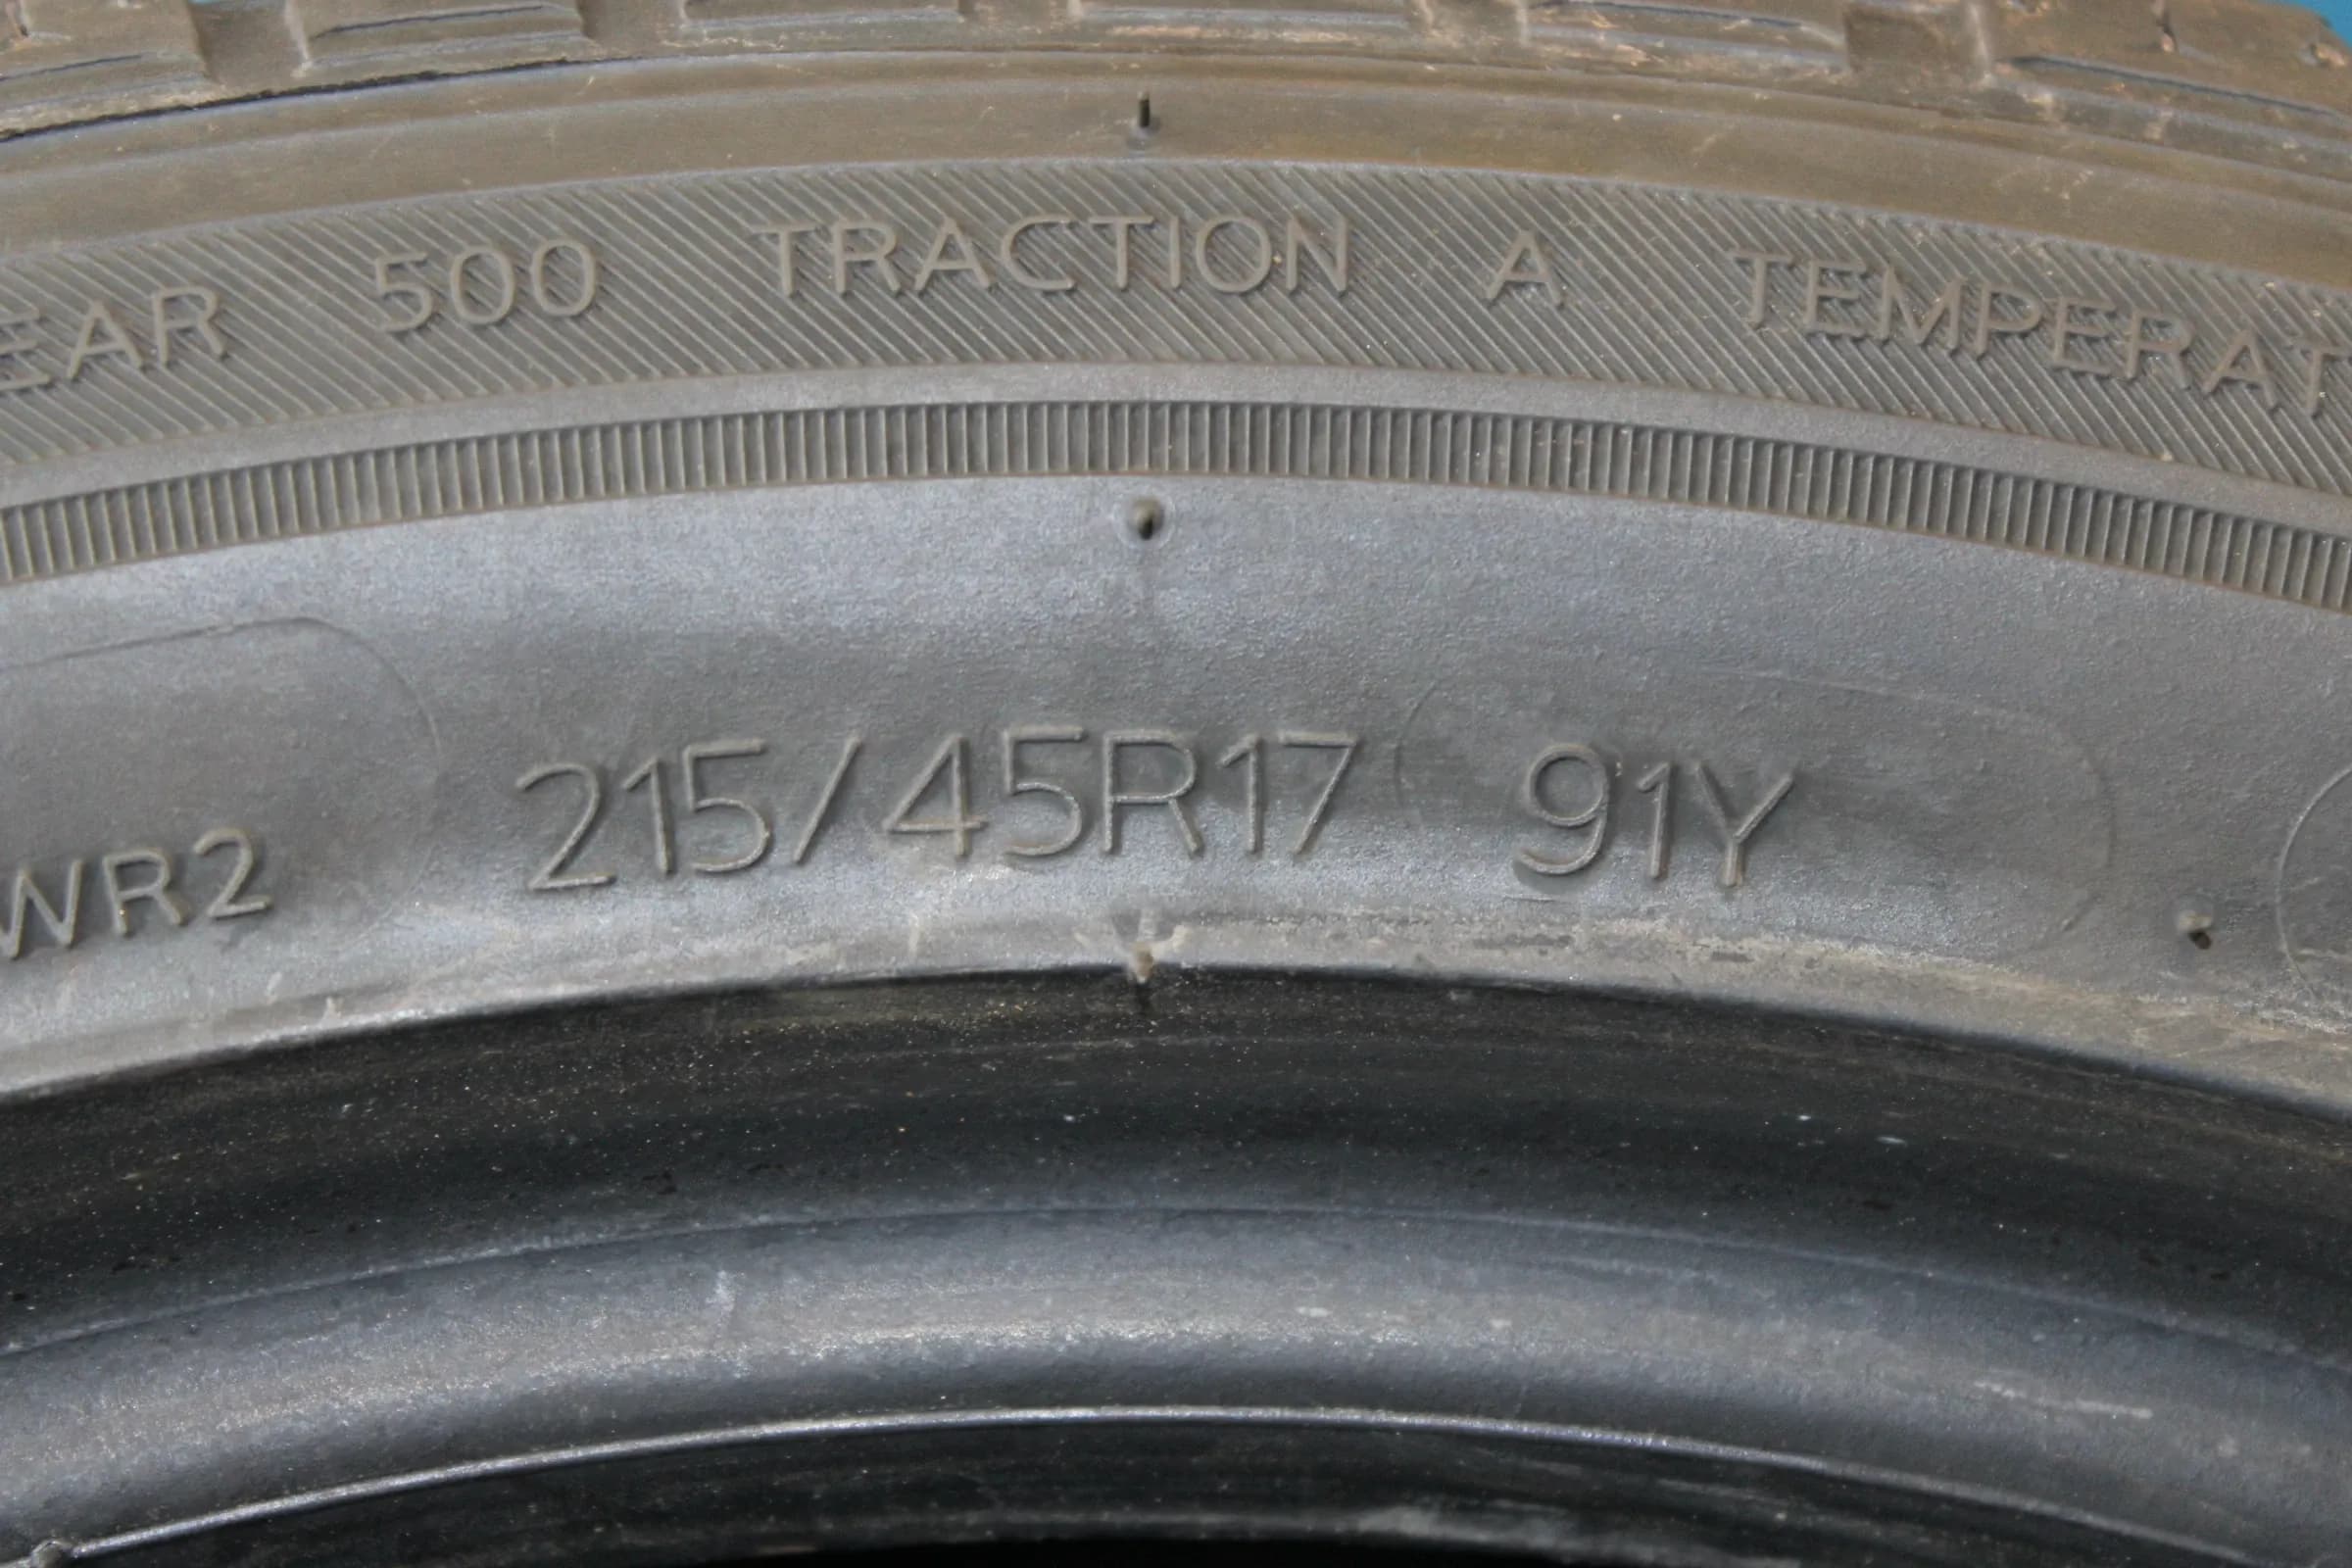 EAR 500 TRACTION A TEMPERAT
WR2 215/45R17 91Y